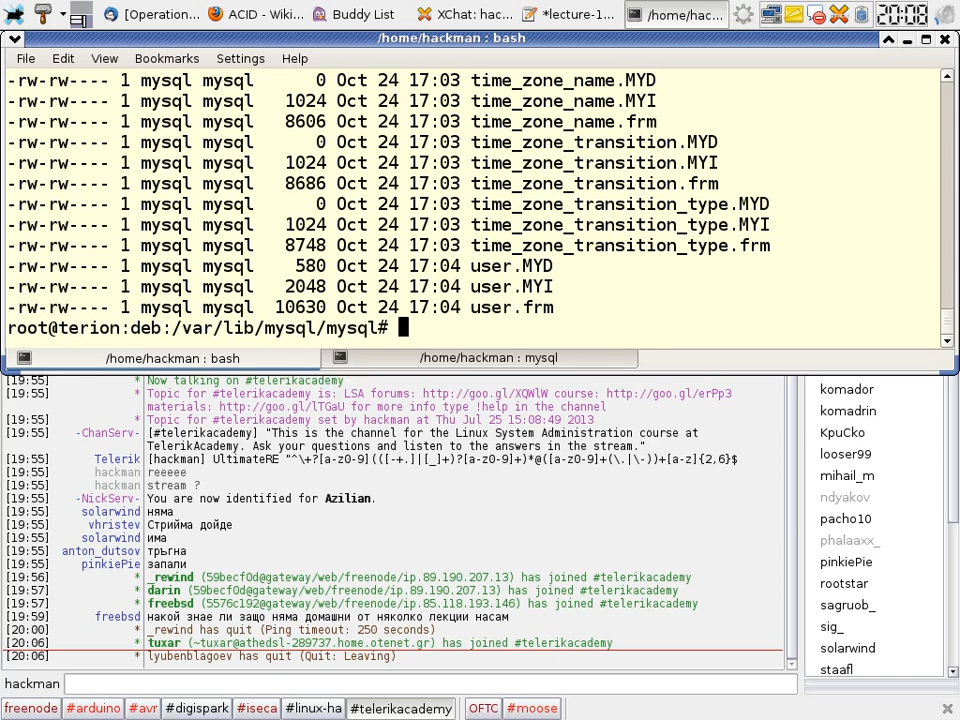 [Operation...
ACID - Wiki...
Buddy List
XChat: hac...
*lecture-1...
/home/hac...
20:08
/home/hackman : bash
File Edit View Bookmarks Settings Help
-rw-rw---- 1 mysql mysql 0 Oct 24 17:03 time_zone_name.MYD
-rw-rw---- 1 mysql mysql 1024 Oct 24 17:03 time_zone_name.MYI
-rw-rw---- 1 mysql mysql 8606 Oct 24 17:03 time_zone_name.frm
-rw-rw---- 1 mysql mysql 0 Oct 24 17:03 time_zone_transition.MYD
-rw-rw---- 1 mysql mysql 1024 Oct 24 17:03 time_zone_transition.MYI
-rw-rw---- 1 mysql mysql 8686 Oct 24 17:03 time_zone_transition.frm
-rw-rw---- 1 mysql mysql 0 Oct 24 17:03 time_zone_transition_type.MYD
-rw-rw---- 1 mysql mysql 1024 Oct 24 17:03 time_zone_transition_type.MYI
-rw-rw---- 1 mysql mysql 8748 Oct 24 17:03 time_zone_transition_type.frm
-rw-rw---- 1 mysql mysql 580 Oct 24 17:04 user.MYD
-rw-rw---- 1 mysql mysql 2048 Oct 24 17:04 user.MYI
-rw-rw---- 1 mysql mysql 10630 Oct 24 17:04 user.frm
root@terion:deb:/var/lib/mysql/mysql#
/home/hackman : bash
/home/hackman : mysql
[19:55] * Now talking on #telerikacademy
[19:55] * Topic for #telerikacademy is: LSA forums: http://goo.gl/XQWlW course: http://goo.gl/erPp3
materials: http://goo.gl/lTGaU for more info type !help in the channel
[19:55] * Topic for #telerikacademy set by hackman at Thu Jul 25 15:08:49 2013
[19:55] -ChanServ- [#telerikacademy] "This is the channel for the Linux System Administration course at
TelerikAcademy. Ask your questions and listen to the answers in the stream."
[19:55] Telerik [hackman] UltimateRE "^\+?[a-z0-9](([-+.]|[_]+)?[a-z0-9]+)*@([a-z0-9]+(\.|\-))+[a-z]{2,6}$
[19:55] hackman reeeee
[19:55] hackman stream ?
[19:55] -NickServ- You are now identified for Azilian.
[19:55] solarwind няма
[19:55] vhristev Стрийма дойде
[19:55] solarwind има
[19:55] anton_dutsov тръгна
[19:55] pinkiePie запали
[19:56] * _rewind (59becf0d@gateway/web/freenode/ip.89.190.207.13) has joined #telerikacademy
[19:57] * darin (59becf0d@gateway/web/freenode/ip.89.190.207.13) has joined #telerikacademy
[19:57] * freebsd (5576c192@gateway/web/freenode/ip.85.118.193.146) has joined #telerikacademy
[19:59] freebsd накой знае ли защо няма домашни от няколко лекции насам
[20:00] * _rewind has quit (Ping timeout: 250 seconds)
[20:06] * tuxar (~tuxar@athedsl-289737.home.otenet.gr) has joined #telerikacademy
[20:06] * lyubenblagoev has quit (Quit: Leaving)
komador
komadrin
KpuCko
looser99
mihail_m
ndyakov
pacho10
phalaaxx_
pinkiePie
rootstar
sagruob_
sig_
solarwind
staafl
hackman
freenode #arduino #avr #digispark #iseca #linux-ha #telerikacademy OFTC #moose